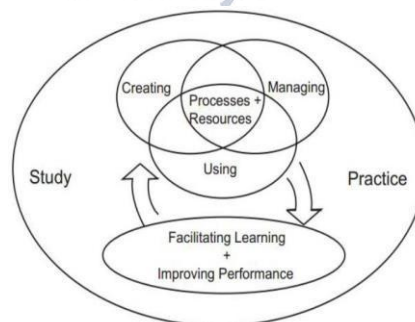 Creating
Managing
Processes +
Resources
Using
Study
Practice
Facilitating Learning
+
Improving Performance